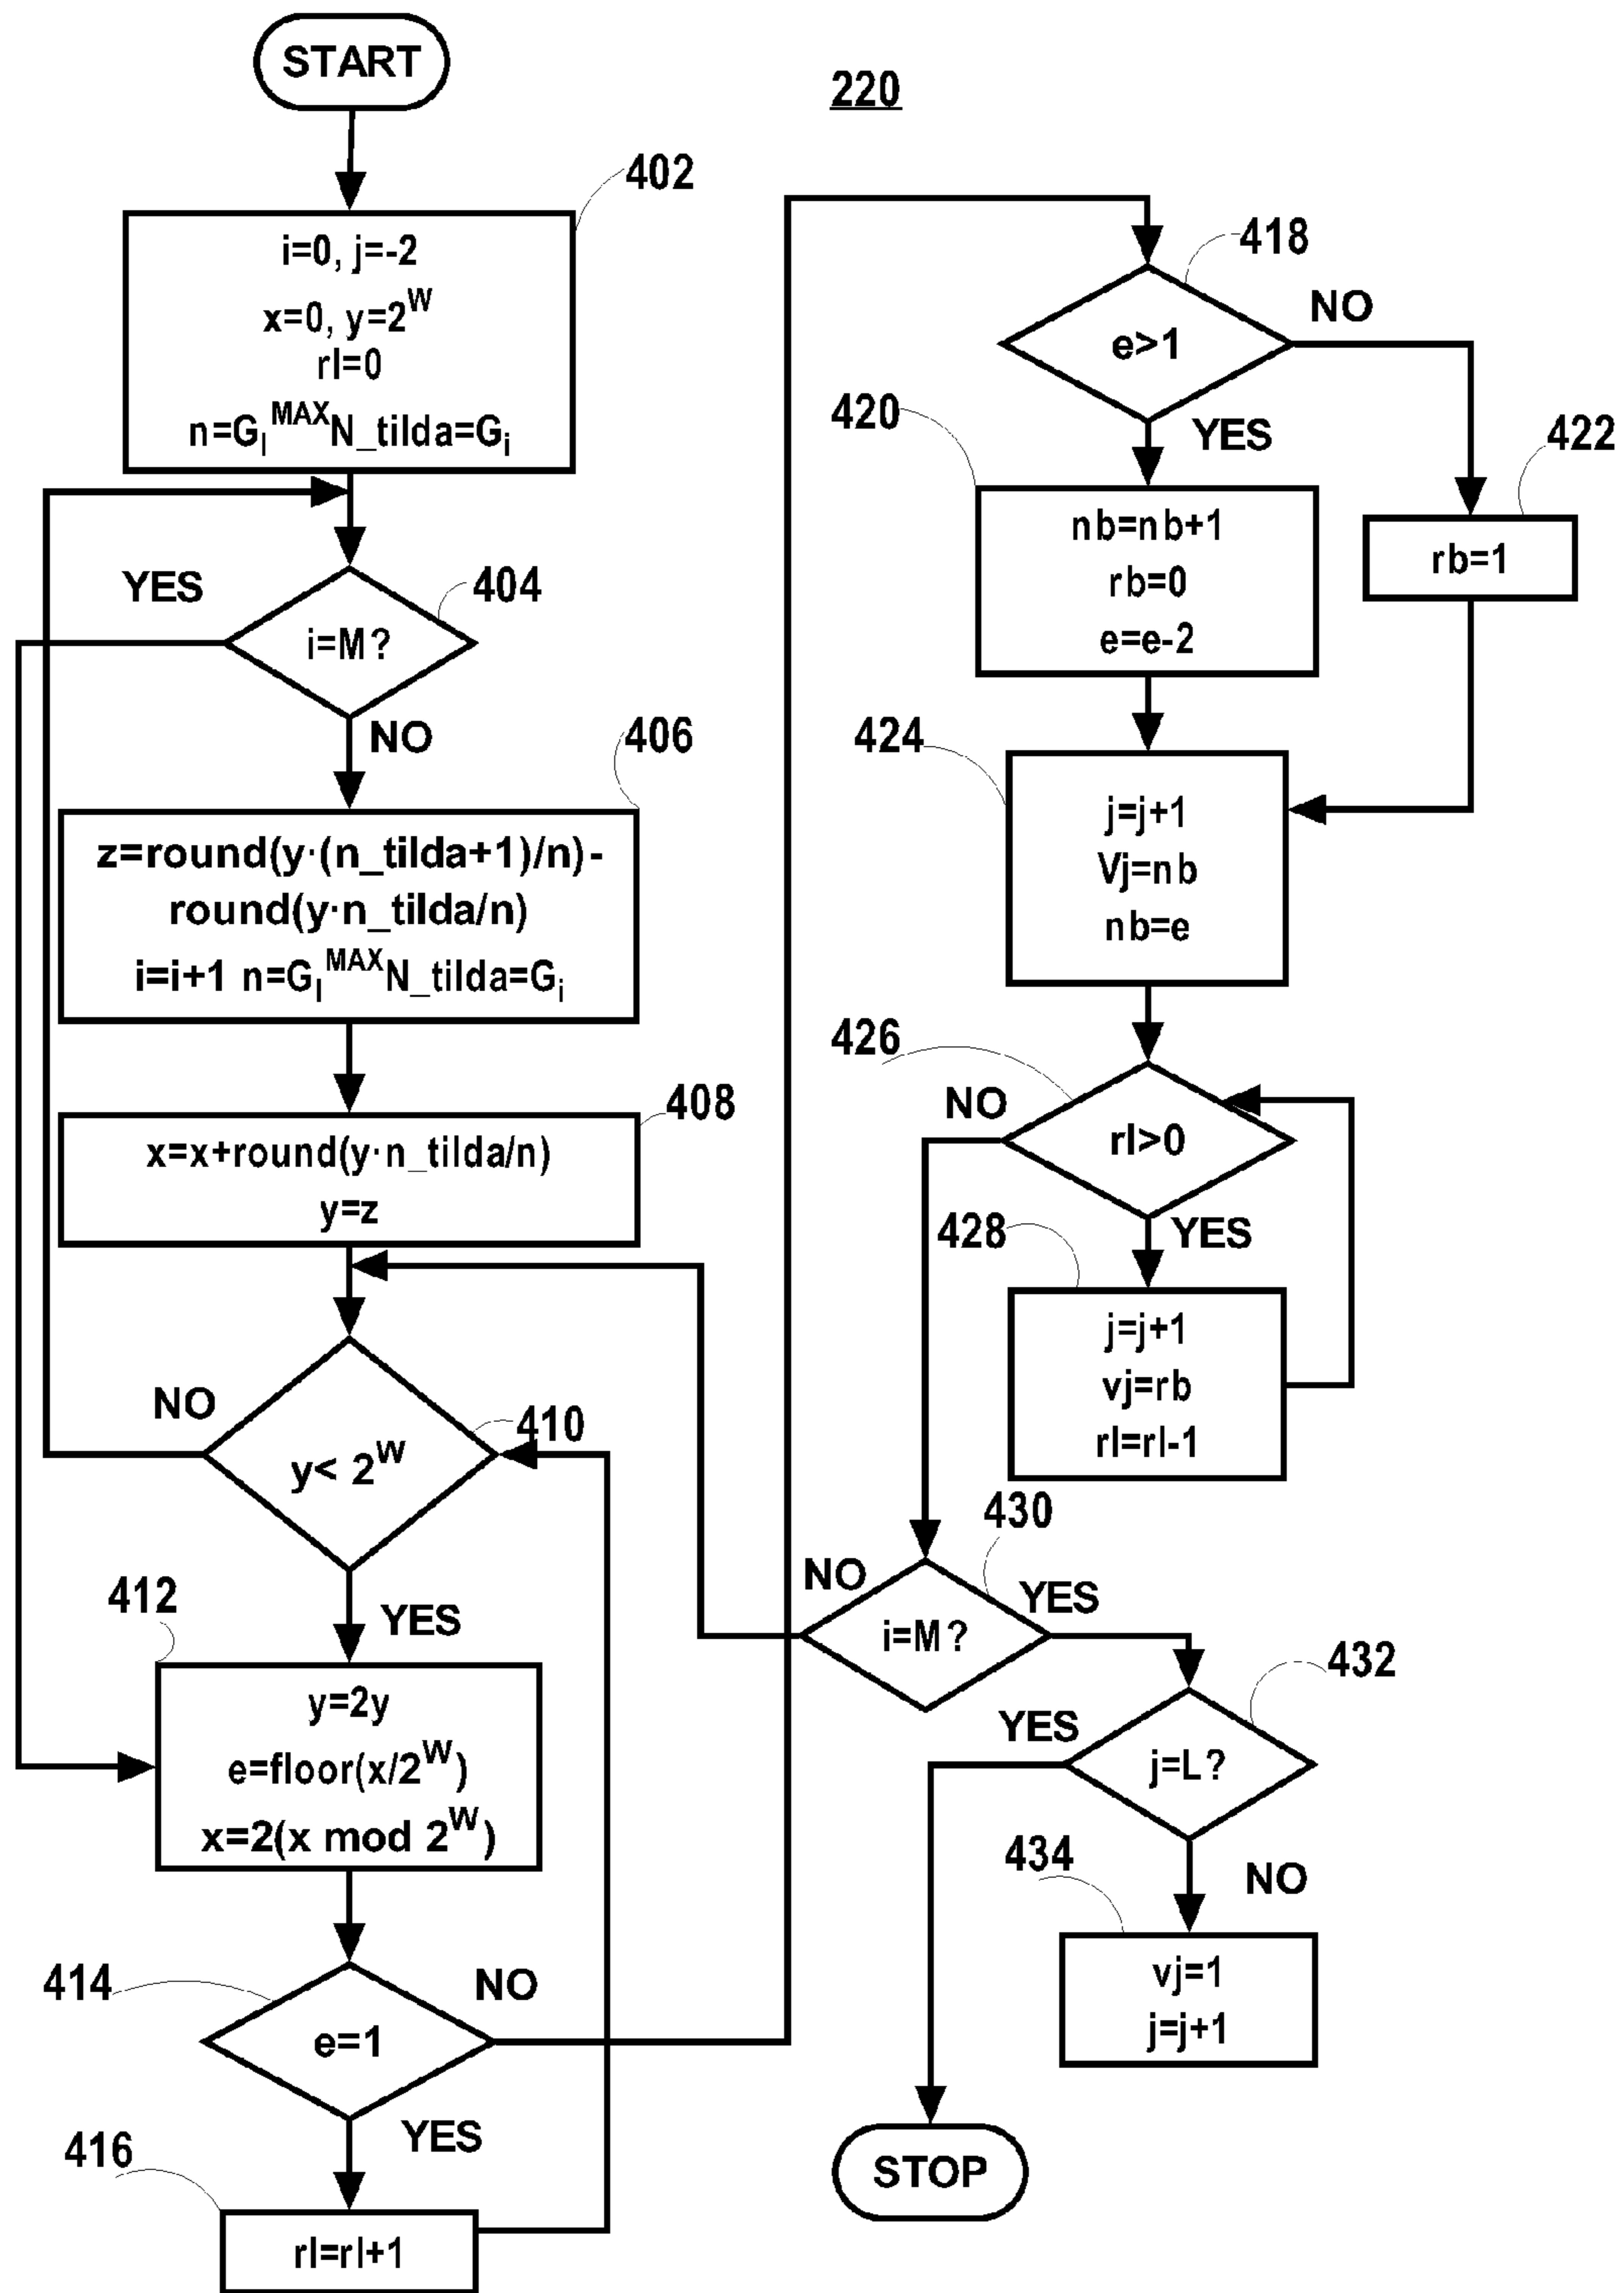 START
220
402
i=0, j=-2
x=0, y=2^W
rl=0
n=G_l^MAX N_tilda=G_i
YES
404
i=M?
NO
406
z=round(y·(n_tilda+1)/n)-
round(y·n_tilda/n)
i=i+1 n=G_l^MAX N_tilda=G_i
408
x=x+round(y·n_tilda/n)
y=z
NO
410
y< 2^W
YES
412
y=2y
e=floor(x/2^W)
x=2(x mod 2^W)
414
NO
e=1
YES
416
rl=rl+1
418
NO
e>1
YES
420
nb=nb+1
rb=0
e=e-2
422
rb=1
424
j=j+1
Vj=nb
nb=e
426
NO
rl>0
YES
428
j=j+1
vj=rb
rl=rl-1
430
NO
YES
i=M?
432
YES
j=L?
NO
434
vj=1
j=j+1
STOP